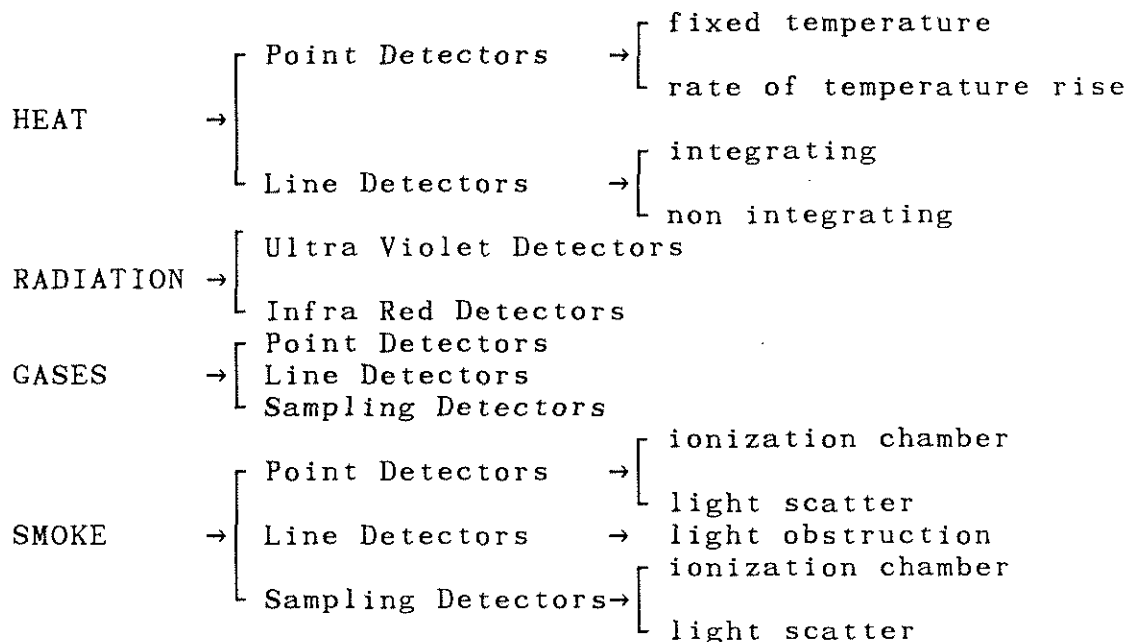 fixed temperature
Point Detectors →
rate of temperature rise
HEAT →
integrating
Line Detectors →
non integrating
Ultra Violet Detectors
RADIATION →
Infra Red Detectors
Point Detectors
GASES → Line Detectors
Sampling Detectors
ionization chamber
Point Detectors →
light scatter
SMOKE → Line Detectors → light obstruction
ionization chamber
Sampling Detectors→
light scatter